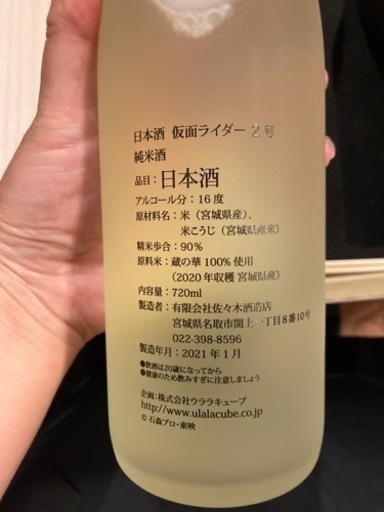 日本酒 仮面ライダー 2号
純米酒
品目：日本酒
アルコール分：16度
原材料名：米（宮城県産）、
米こうじ（宮城県産米）
精米歩合：90%
原料米：蔵の華100%使用
（2020年収穫 宮城県産）
内容量：720ml
製造者：有限会社佐々木酒造店
宮城県名取市閖上一丁目8番10号
022-398-8596
製造年月：2021年1月
●飲酒は20歳になってから
●健康のため飲みすぎに注意しましょう
企画：株式会社ウララキューブ
http://www.ulalacube.co.jp
© 石森プロ・東映